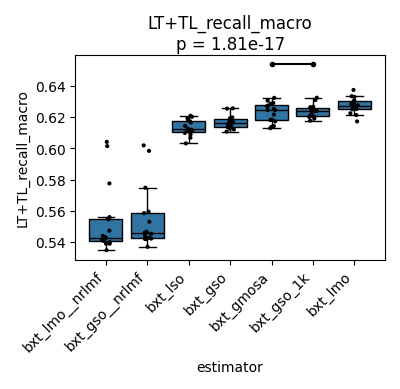 LT+TL_recall_macro
p = 1.81e-17
LT+TL_recall_macro
0.64
0.62
0.60
0.58
0.56
0.54
bxt_lmo__nrlmf
bxt_gso__nrlmf
bxt_lso
bxt_gso
bxt_gmosa
bxt_gso_1k
bxt_lmo
estimator